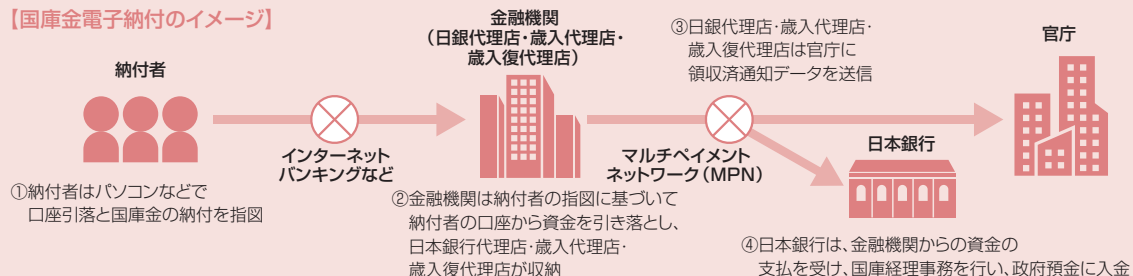 【国庫金電子納付のイメージ】
納付者
①納付者はパソコンなどで
口座引落と国庫金の納付を指図
インターネット
バンキングなど
金融機関
（日銀代理店・歳入代理店・
歳入復代理店）
②金融機関は納付者の指図に基づいて
納付者の口座から資金を引き落とし、
日本銀行代理店・歳入代理店・
歳入復代理店が収納
マルチペイメント
ネットワーク（MPN）
③日銀代理店・歳入代理店・
歳入復代理店は官庁に
領収済通知データを送信
官庁
日本銀行
④日本銀行は、金融機関からの資金の
支払を受け、国庫経理事務を行い、政府預金に入金